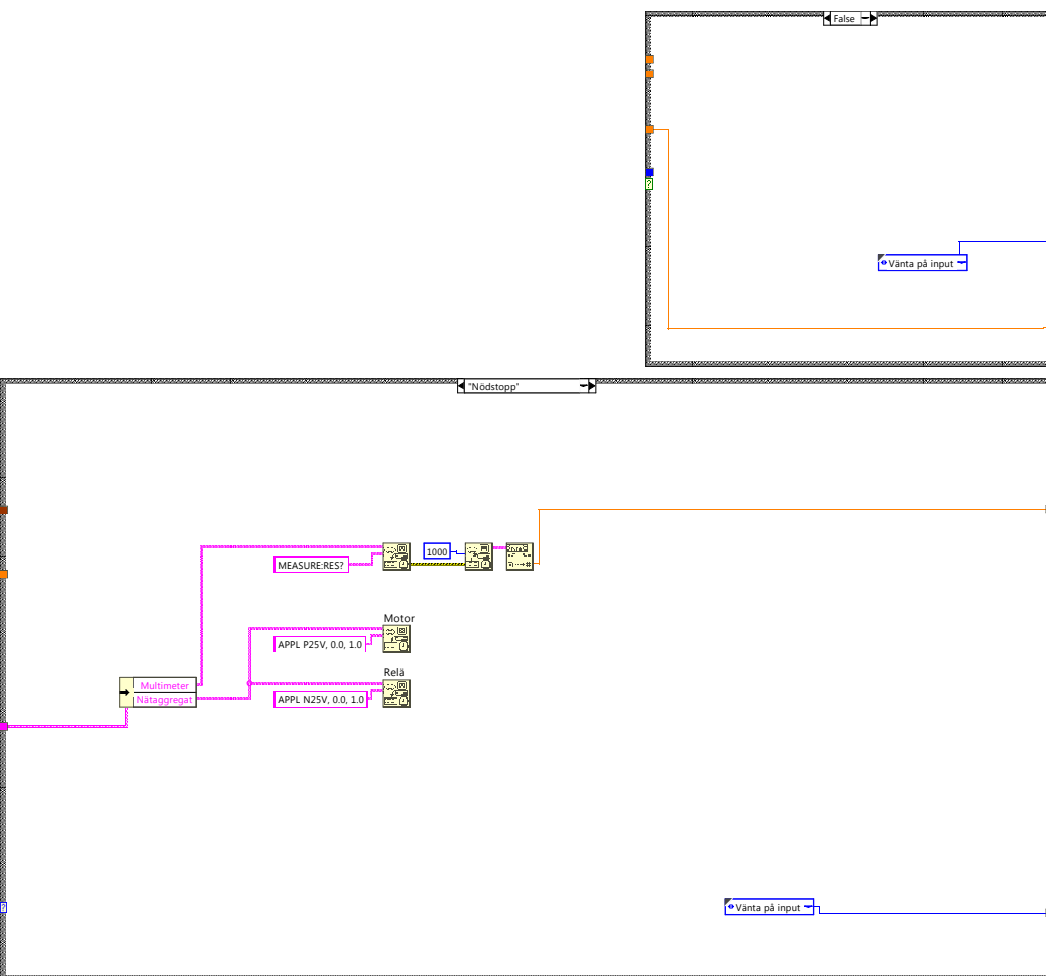 False
?
Vänta på input
"Nödstopp"
1000
MEASURE:RES?
Motor
APPL P25V, 0.0, 1.0
Relä
Multimeter
APPL N25V, 0.0, 1.0
Nätaggregat
?
Vänta på input